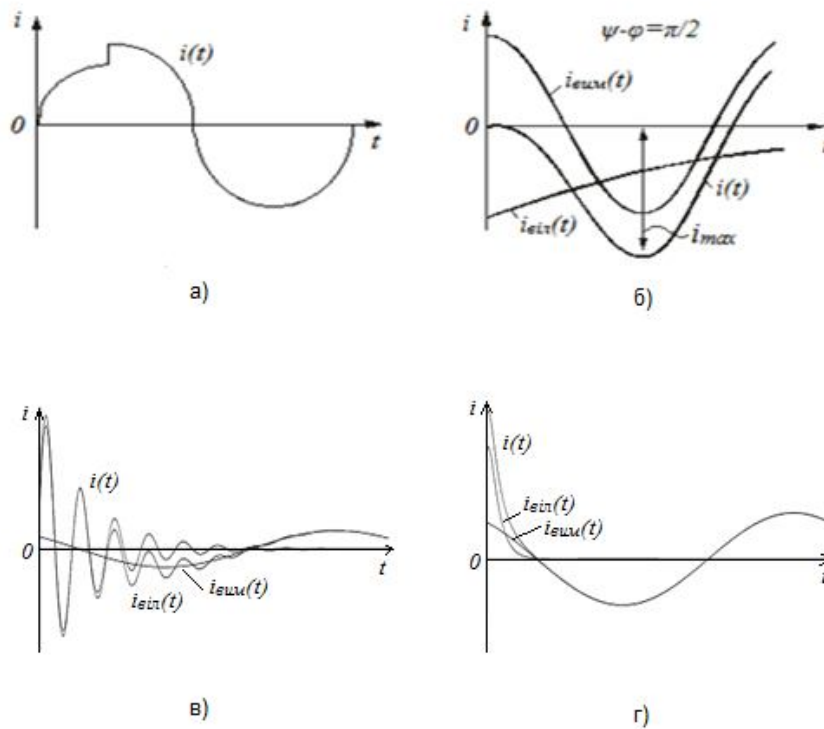 i
i(t)
0
t
а)
i
ψ-φ=π/2
iвим(t)
0
t
i(t)
iвіл(t)
imax
б)
i
i(t)
0
t
iвіл(t)
iвим(t)
в)
i
i(t)
iвіл(t)
iвим(t)
0
t
г)